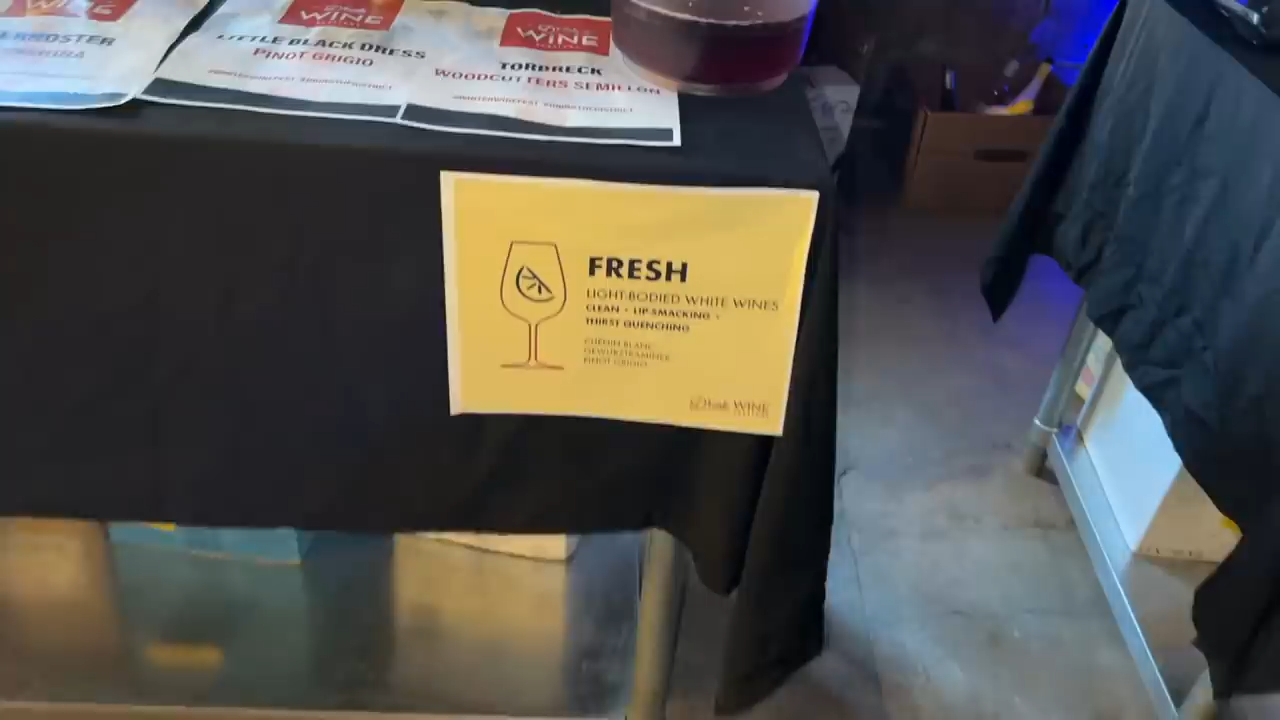 WINE
WINE
WINE
LITTLE BLACK DRESS
PINOT GRIGIO
TORBRECK
WOODCUTTERS SEMILLON
FRESH
LIGHT-BODIED WHITE WINES
CLEAN • LIP-SMACKING •
THIRST QUENCHING
CHENIN BLANC
GEWURZTRAMINER
PINOT GRIGIO
WINE